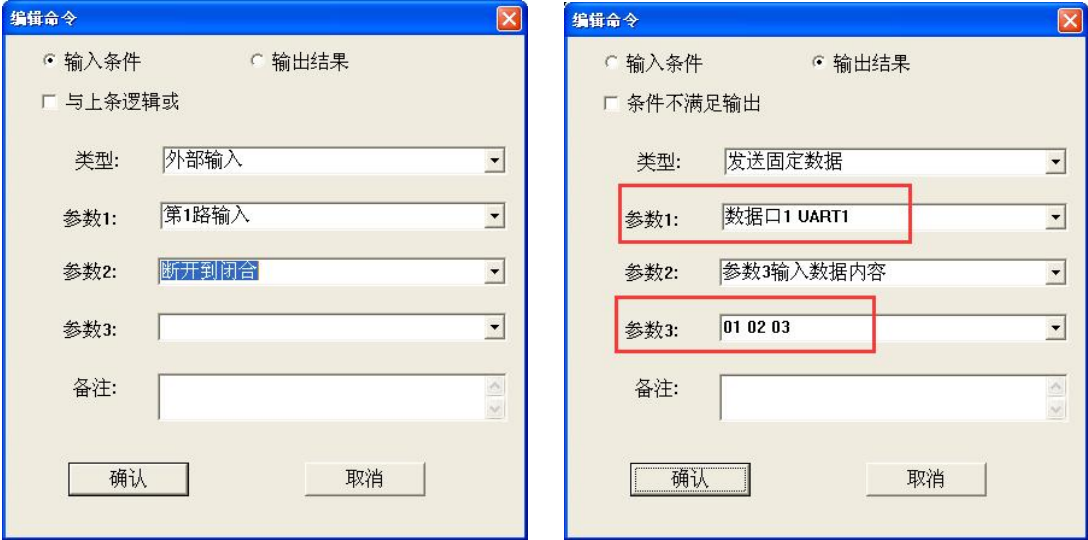 编辑命令
输入条件 输出结果
与上条逻辑或
类型: 外部输入
参数1: 第1路输入
参数2: 断开到闭合
参数3:
备注:
确认 取消
编辑命令
输入条件 输出结果
条件不满足输出
类型: 发送固定数据
参数1: 数据口1 UART1
参数2: 参数3输入数据内容
参数3: 01 02 03
备注:
确认 取消